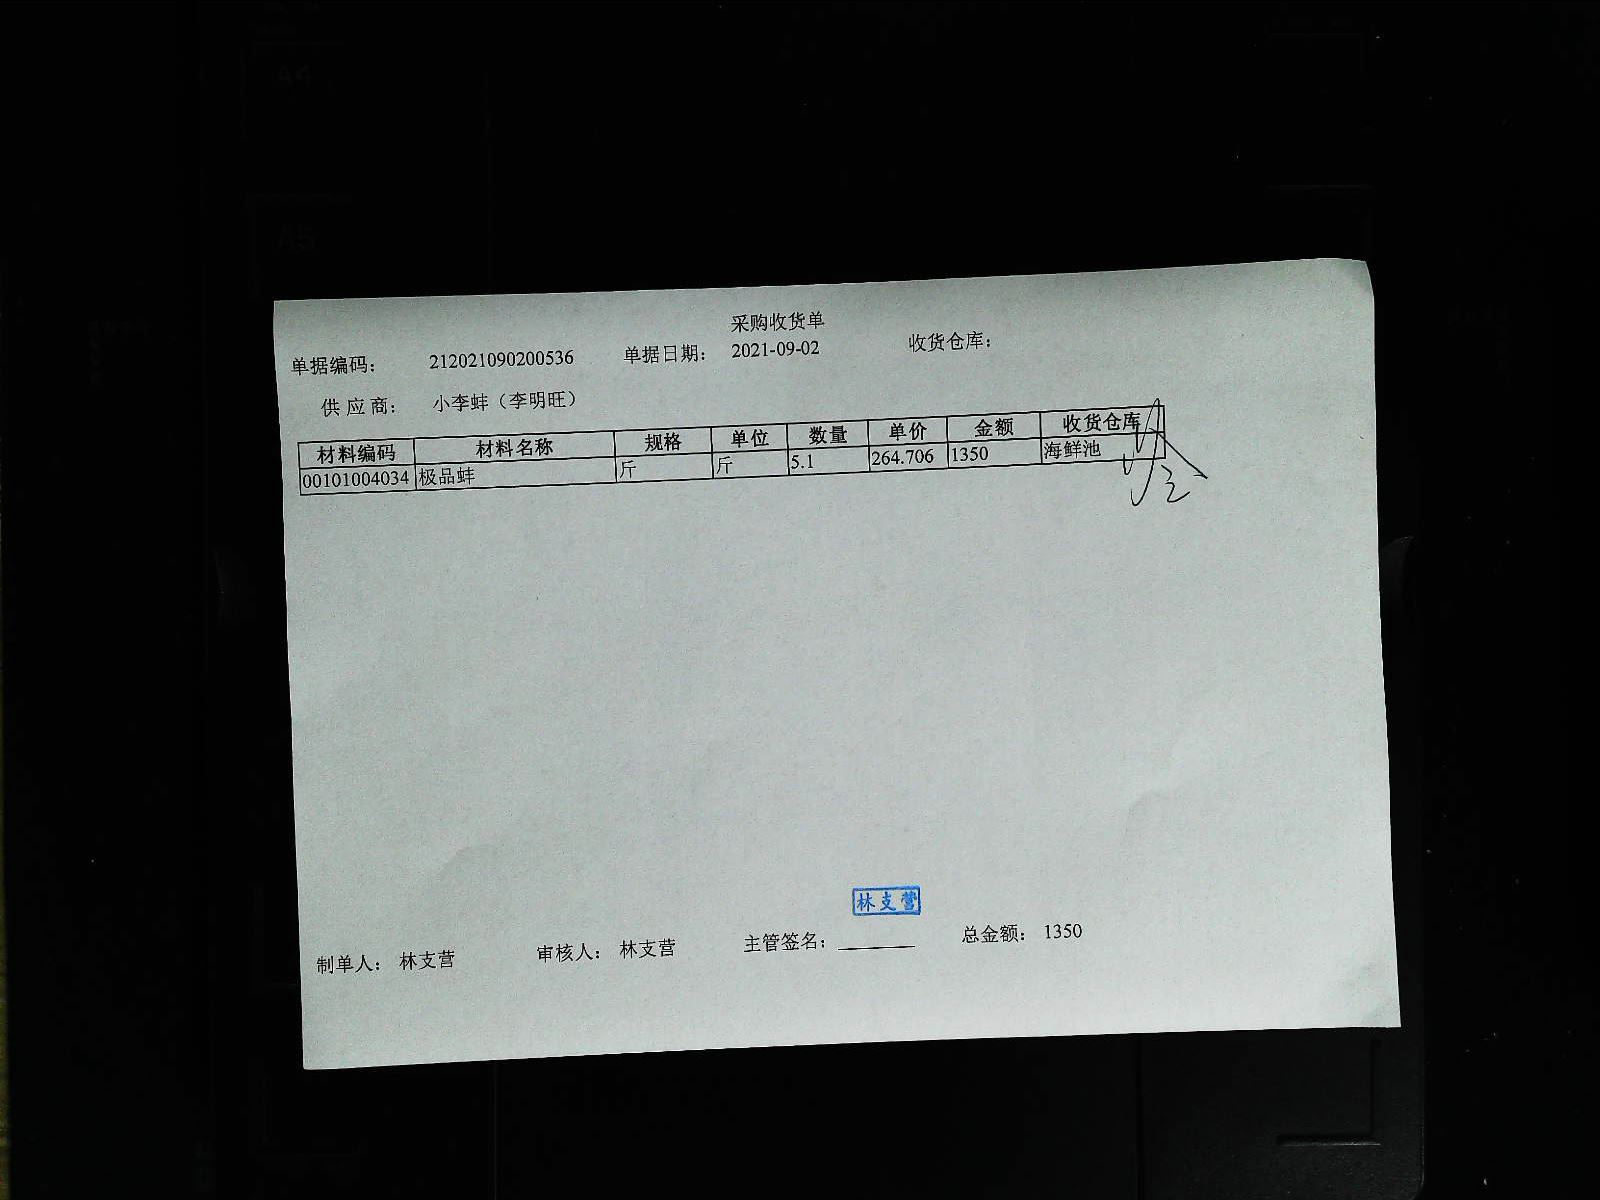 A4
A5
采购收货单
单据编码： 212021090200536 单据日期： 2021-09-02 收货仓库：
供 应 商： 小李蚌（李明旺）
材料编码 材料名称 规格 单位 数量 单价 金额 收货仓库
00101004034 极品蚌 斤 斤 5.1 264.706 1350 海鲜池
林支营
制单人： 林支营 审核人： 林支营 主管签名： 总金额： 1350